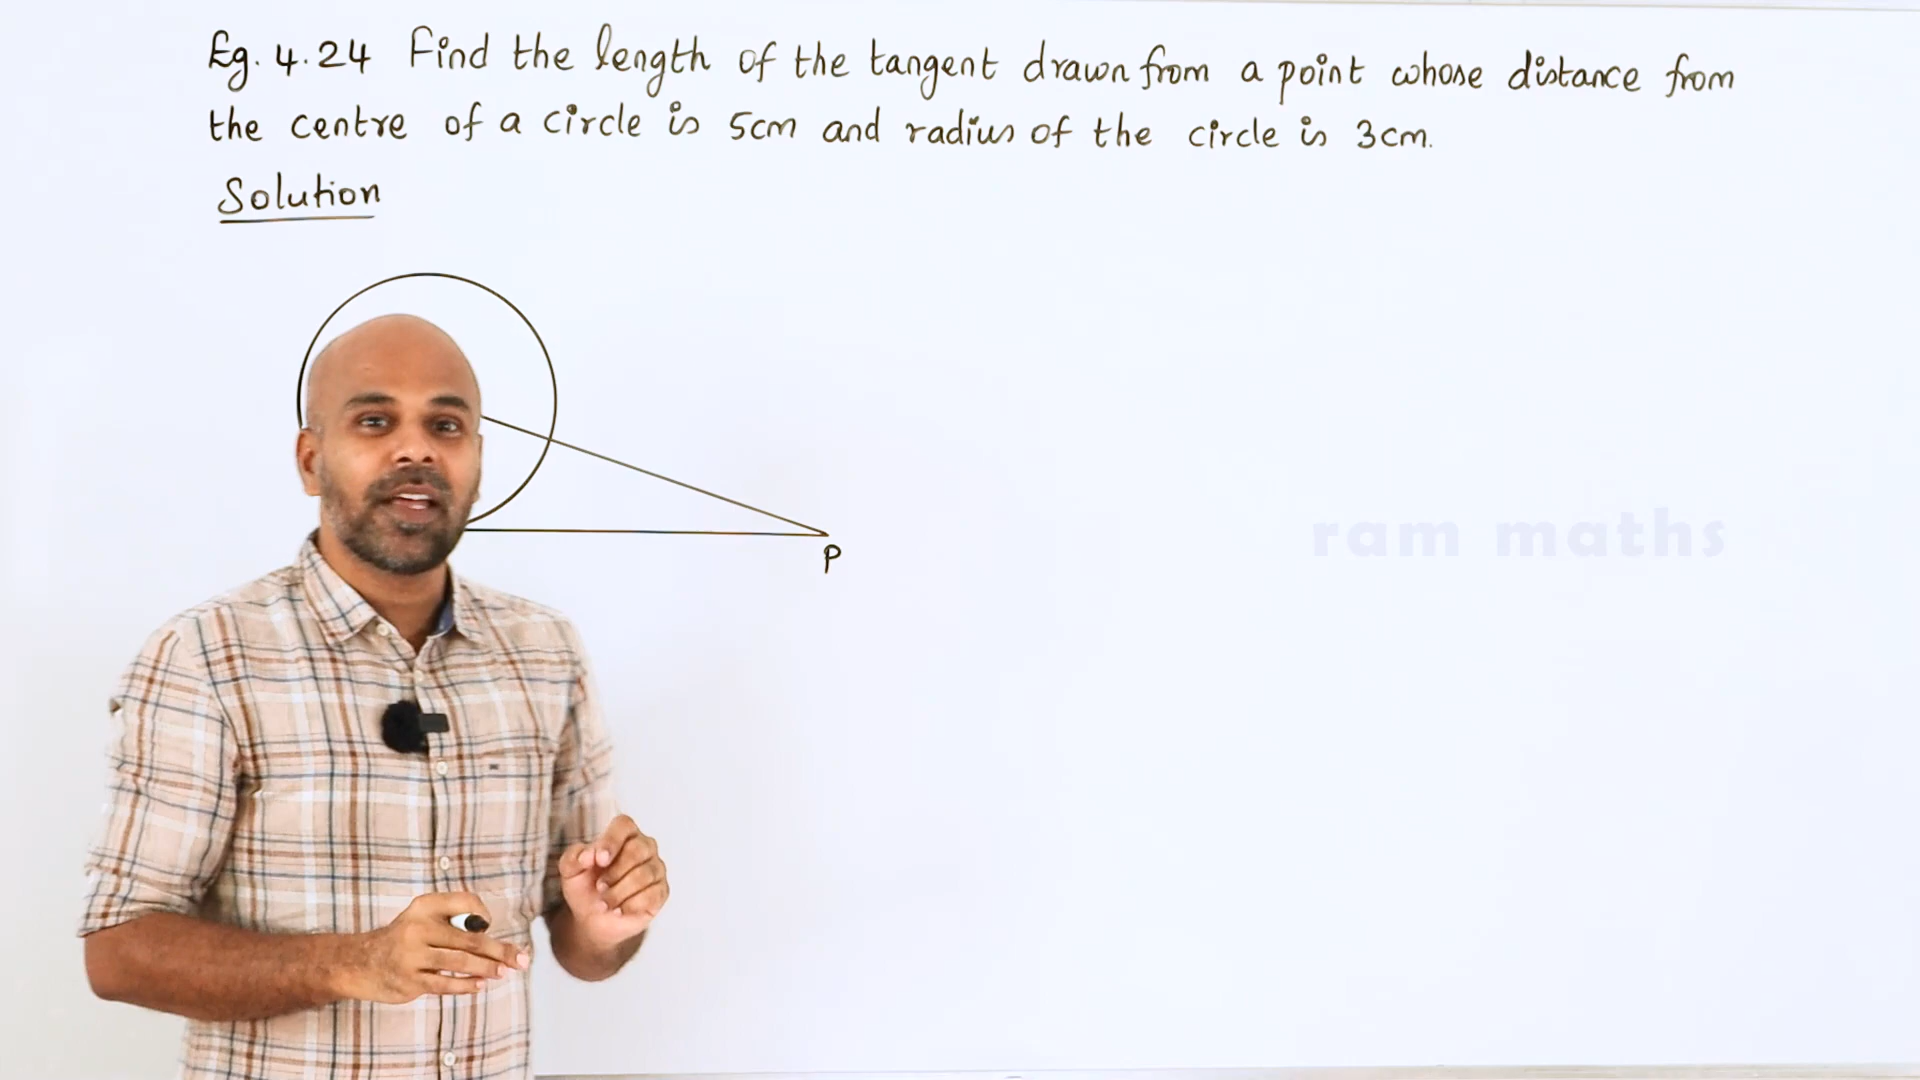 Eg. 4.24 Find the length of the tangent drawn from a point whose distance from
the centre of a circle is 5cm and radius of the circle is 3cm.
Solution
P
ram maths